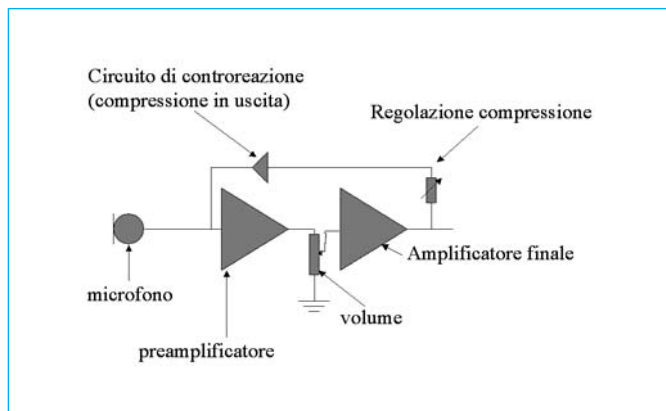 Circuito di controreazione
(compressione in uscita)
Regolazione compressione
Amplificatore finale
microfono
volume
preamplificatore